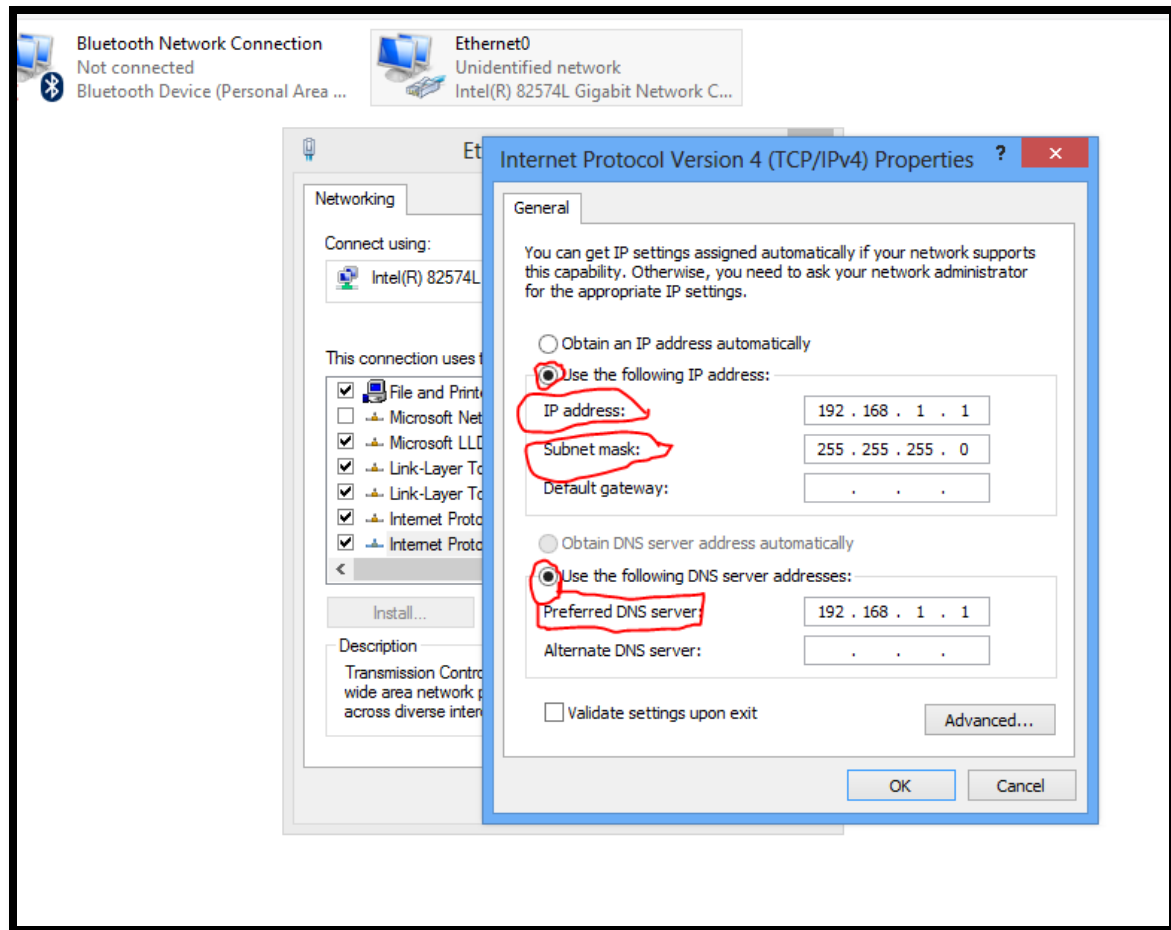 Bluetooth Network Connection
Not connected
Bluetooth Device (Personal Area ...
Ethernet0
Unidentified network
Intel(R) 82574L Gigabit Network C...
Et
Networking
Connect using:
Intel(R) 82574L
This connection uses t
File and Printe
Microsoft Net
Microsoft LLD
Link-Layer To
Link-Layer To
Internet Proto
Internet Proto
Install...
Description
Transmission Contro
wide area network p
across diverse inter
Internet Protocol Version 4 (TCP/IPv4) Properties ?
General
You can get IP settings assigned automatically if your network supports
this capability. Otherwise, you need to ask your network administrator
for the appropriate IP settings.
Obtain an IP address automatically
Use the following IP address:
IP address: 192 . 168 . 1 . 1
Subnet mask: 255 . 255 . 255 . 0
Default gateway: . . .
Obtain DNS server address automatically
Use the following DNS server addresses:
Preferred DNS server: 192 . 168 . 1 . 1
Alternate DNS server: . . .
Validate settings upon exit
Advanced...
OK Cancel